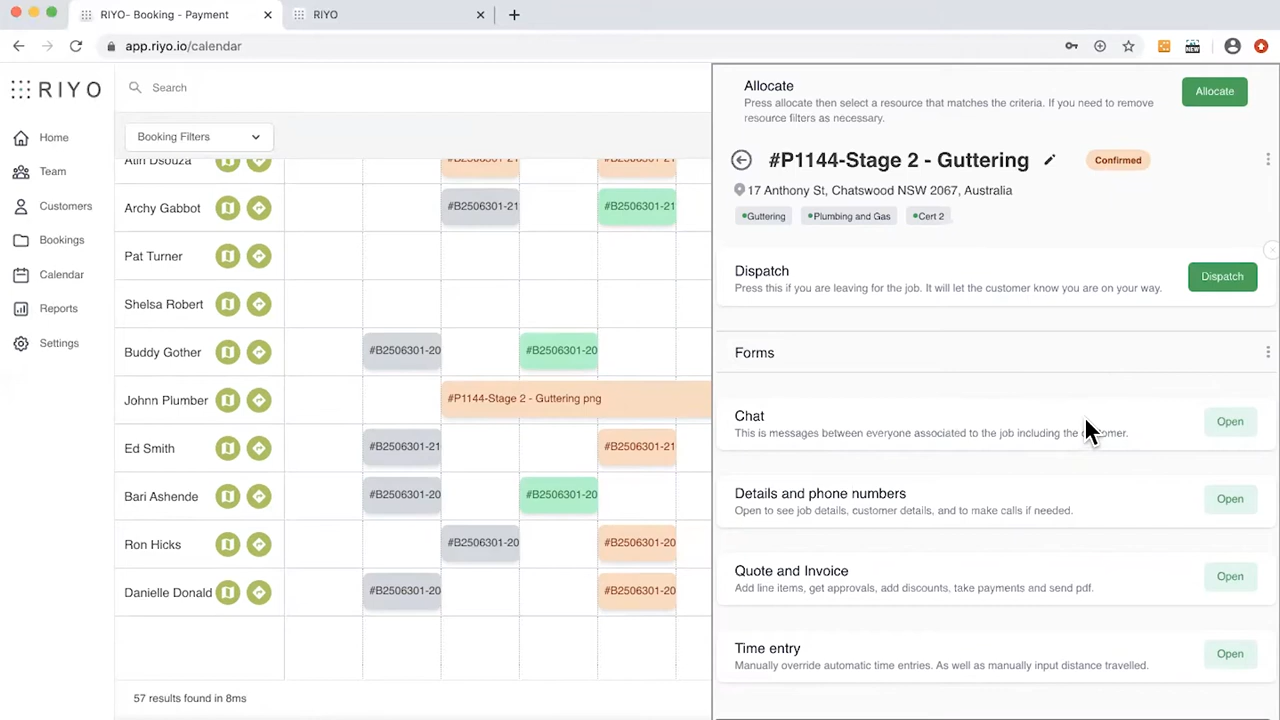 RIYO- Booking - Payment
RIYO
app.riyo.io/calendar
NEW
RIYO
Home
Team
Customers
Bookings
Calendar
Reports
Settings
Search
Booking Filters
Atin Dsouza
#B2506301-21
#B2506301-21
Archy Gabbot
#B2506301-21
#B2506301-21
Pat Turner
Shelsa Robert
Buddy Gother
#B2506301-20
#B2506301-20
Johnn Plumber
#P1144-Stage 2 - Guttering png
Ed Smith
#B2506301-21
#B2506301-21
Bari Ashende
#B2506301-20
#B2506301-20
Ron Hicks
#B2506301-20
#B2506301-20
Danielle Donald
#B2506301-20
#B2506301-20
57 results found in 8ms
Allocate
Press allocate then select a resource that matches the criteria. If you need to remove
resource filters as necessary.
Allocate
#P1144-Stage 2 - Guttering
Confirmed
17 Anthony St, Chatswood NSW 2067, Australia
Guttering
Plumbing and Gas
Cert 2
Dispatch
Press this if you are leaving for the job. It will let the customer know you are on your way.
Dispatch
Forms
Chat
This is messages between everyone associated to the job including the customer.
Open
Details and phone numbers
Open to see job details, customer details, and to make calls if needed.
Open
Quote and Invoice
Add line items, get approvals, add discounts, take payments and send pdf.
Open
Time entry
Manually override automatic time entries. As well as manually input distance travelled.
Open